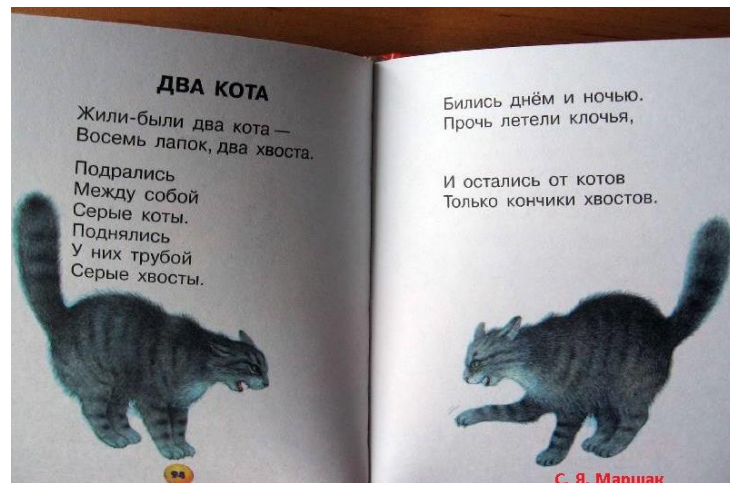 ДВА КОТА
Жили-были два кота —
Восемь лапок, два хвоста.
Подрались
Между собой
Серые коты.
Поднялись
У них трубой
Серые хвосты.
94
Бились днём и ночью.
Прочь летели клочья,
И остались от котов
Только кончики хвостов.
С. Я. Маршак